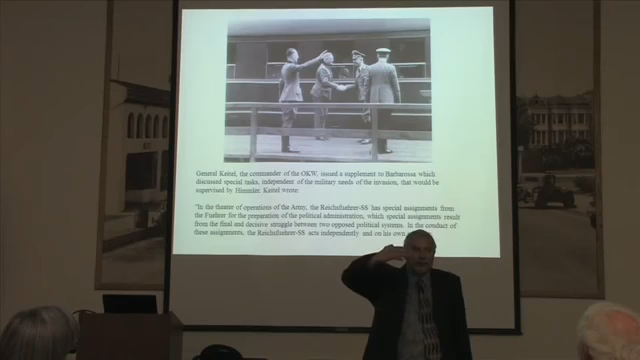 General Keitel, the commander of the OKW, issued a supplement to Barbarossa which
discussed special tasks, independent of the military needs of the invasion, that would be
supervised by Himmler. Keitel wrote:
"In the theater of operations of the Army, the Reichsfuehrer-SS has special assignments from
the Fuehrer for the preparation of the political administration, which special assignments result
from the final and decisive struggle between two opposed political systems. In the conduct of
these assignments, the Reichsfuehrer-SS acts independently and on his own